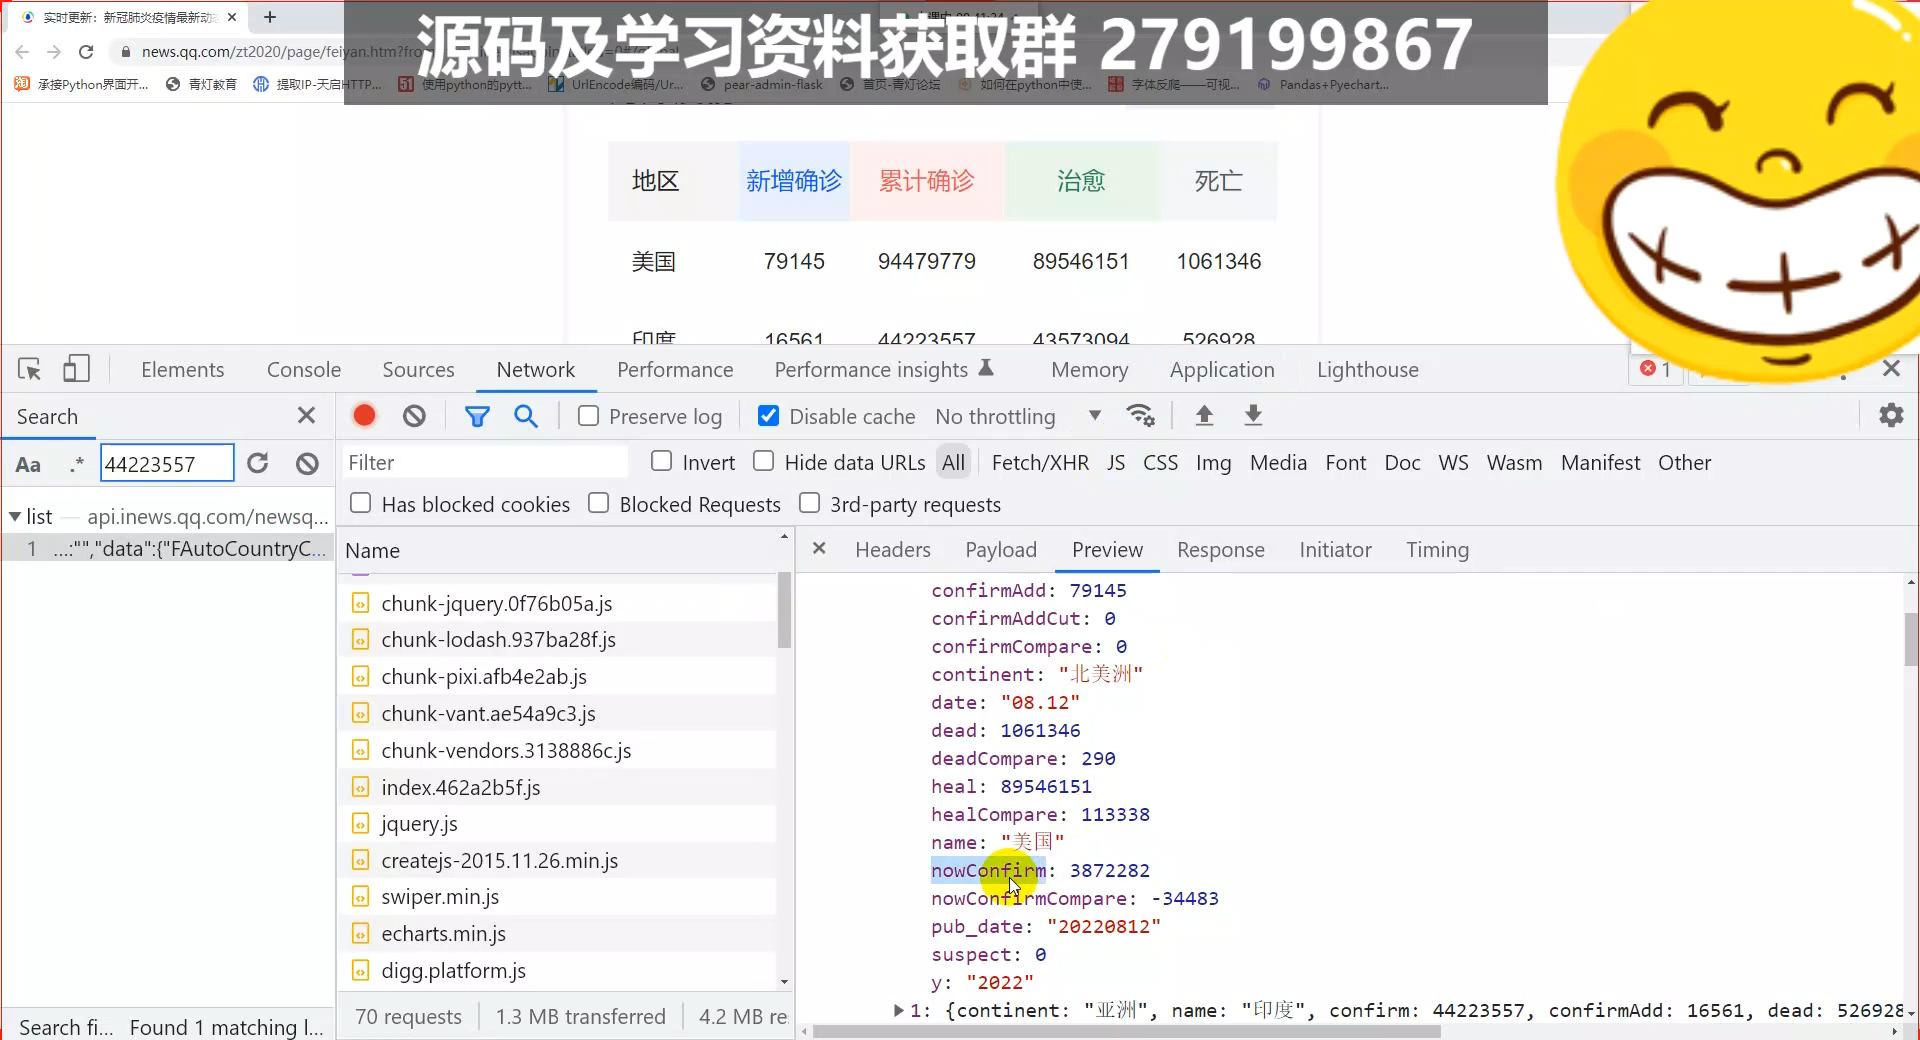 实时更新：新冠肺炎疫情最新动态
源码及学习资料获取群 279199867
news.qq.com/zt2020/page/feiyan.htm?fro
承接Python界面开...
青灯教育
提取IP-天启HTTP...
使用python的pytt...
UrlEncode编码/Ur...
pear-admin-flask
首页-青灯论坛
如何在python中使...
字体反爬——可视...
Pandas+Pyechart...
地区 新增确诊 累计确诊 治愈 死亡
美国 79145 94479779 89546151 1061346
印度 16561 44223557 43573094 526928
Elements Console Sources Network Performance Performance insights Memory Application Lighthouse 1
Search
Preserve log Disable cache No throttling
Aa .* 44223557
Filter Invert Hide data URLs All Fetch/XHR JS CSS Img Media Font Doc WS Wasm Manifest Other
Has blocked cookies Blocked Requests 3rd-party requests
list — api.inews.qq.com/newsq...
1 ...:"","data":{"FAutoCountryC...
Name
chunk-jquery.0f76b05a.js
chunk-lodash.937ba28f.js
chunk-pixi.afb4e2ab.js
chunk-vant.ae54a9c3.js
chunk-vendors.3138886c.js
index.462a2b5f.js
jquery.js
createjs-2015.11.26.min.js
swiper.min.js
echarts.min.js
digg.platform.js
Headers Payload Preview Response Initiator Timing
confirmAdd: 79145
confirmAddCut: 0
confirmCompare: 0
continent: "北美洲"
date: "08.12"
dead: 1061346
deadCompare: 290
heal: 89546151
healCompare: 113338
name: "美国"
nowConfirm: 3872282
nowConfirmCompare: -34483
pub_date: "20220812"
suspect: 0
y: "2022"
1: {continent: "亚洲", name: "印度", confirm: 44223557, confirmAdd: 16561, dead: 526928
70 requests 1.3 MB transferred 4.2 MB re
Search fi... Found 1 matching l...